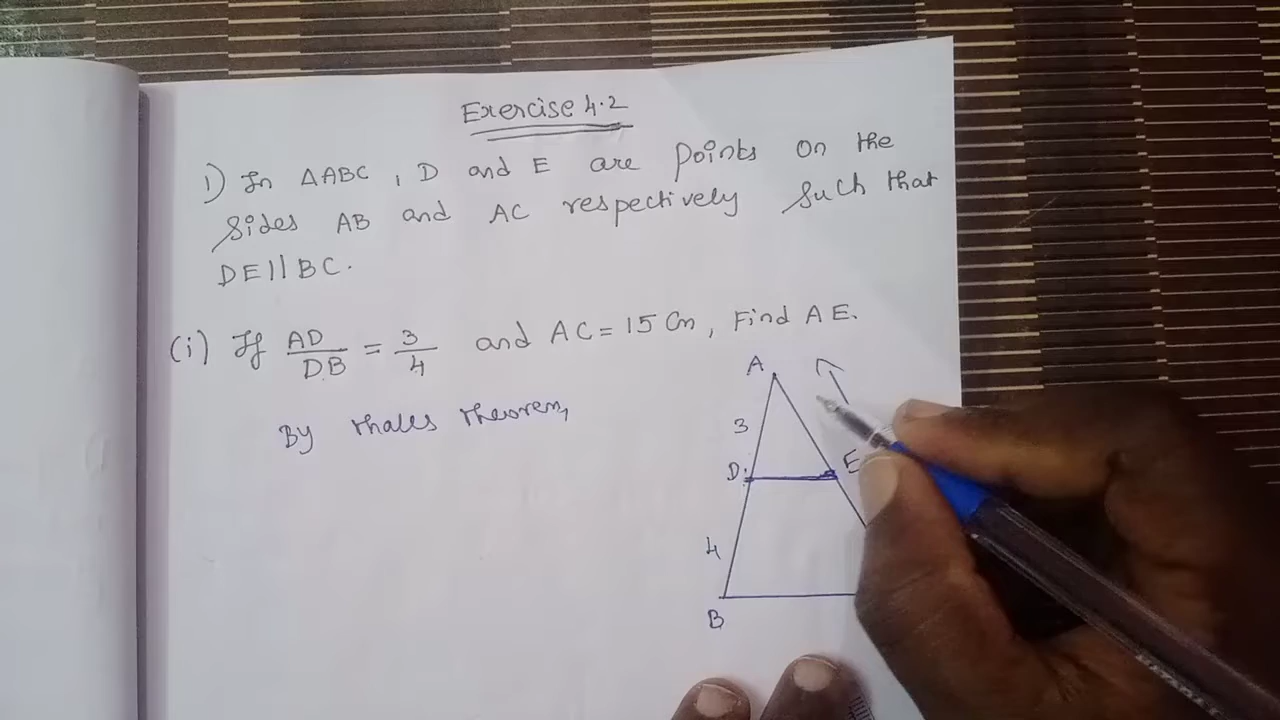 Exercise 4.2
1) In ΔABC, D and E are points on the
sides AB and AC respectively such that
DE||BC.
(i) If AD/DB = 3/4 and AC = 15 Cm, Find AE.
By thales theorem,
A
3
D
E
4
B